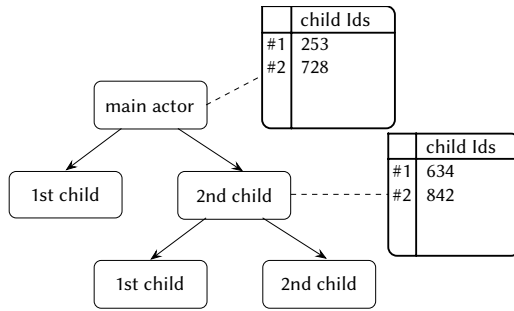 child Ids
#1 253
#2 728
main actor
child Ids
#1 634
#2 842
1st child
2nd child
1st child
2nd child